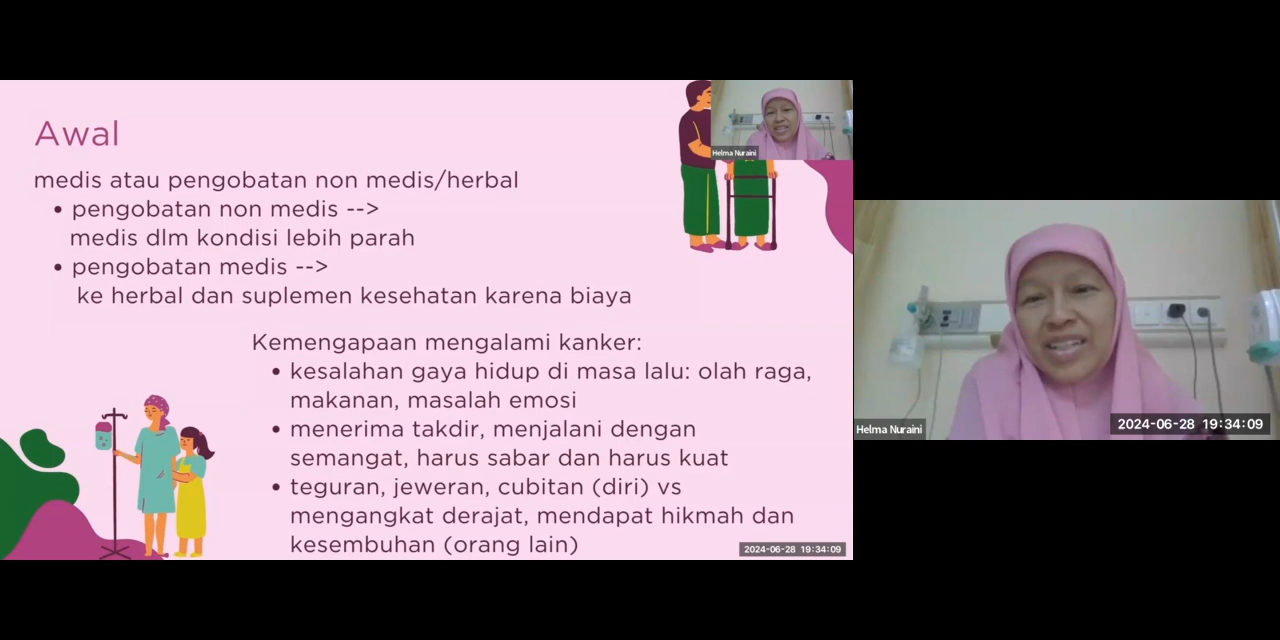 Awal
medis atau pengobatan non medis/herbal
• pengobatan non medis -->
medis dlm kondisi lebih parah
• pengobatan medis -->
ke herbal dan suplemen kesehatan karena biaya
Kemengapaan mengalami kanker:
• kesalahan gaya hidup di masa lalu: olah raga,
makanan, masalah emosi
• menerima takdir, menjalani dengan
semangat, harus sabar dan harus kuat
• teguran, jeweran, cubitan (diri) vs
mengangkat derajat, mendapat hikmah dan
kesembuhan (orang lain)
2024-06-28 19:34:09
Helma Nuraini
Helma Nuraini
2024-06-28 19:34:09